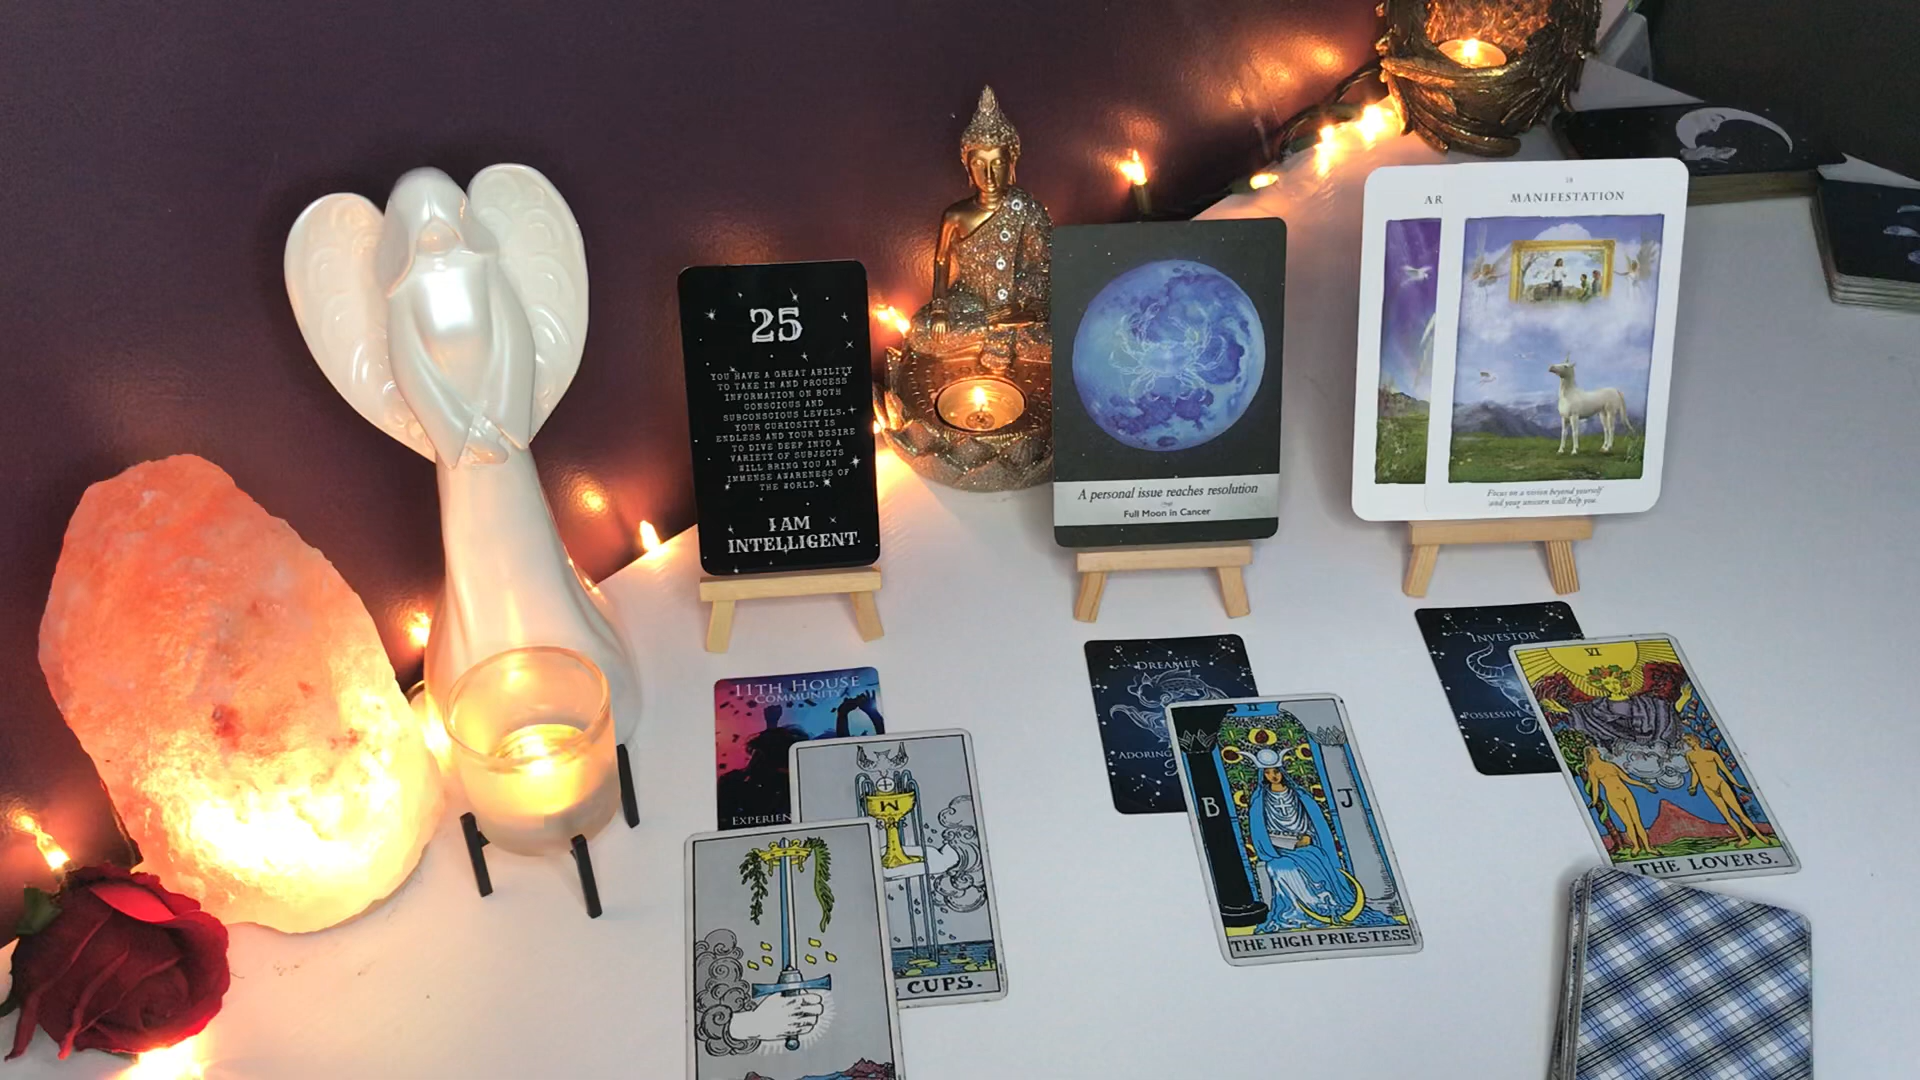 25
YOU HAVE A GREAT ABILITY
TO TAKE IN AND PROCESS
INFORMATION ON BOTH
CONSCIOUS AND
SUBCONSCIOUS LEVELS.
YOUR CURIOSITY IS
ENDLESS AND YOUR DESIRE
TO DIVE DEEP INTO A
VARIETY OF SUBJECTS
WILL BRING YOU AN
IMMENSE AWARENESS OF
THE WORLD.
I AM
INTELLIGENT.
A personal issue reaches resolution
Full Moon in Cancer
AR
18
MANIFESTATION
Focus on a vision beyond yourself
and your unicorn will help you.
11TH HOUSE
COMMUNITY
EXPERIEN
CUPS.
DREAMER
ADORING
II
B
J
THE HIGH PRIESTESS
INVESTOR
POSSESSIVE
VI
THE LOVERS.